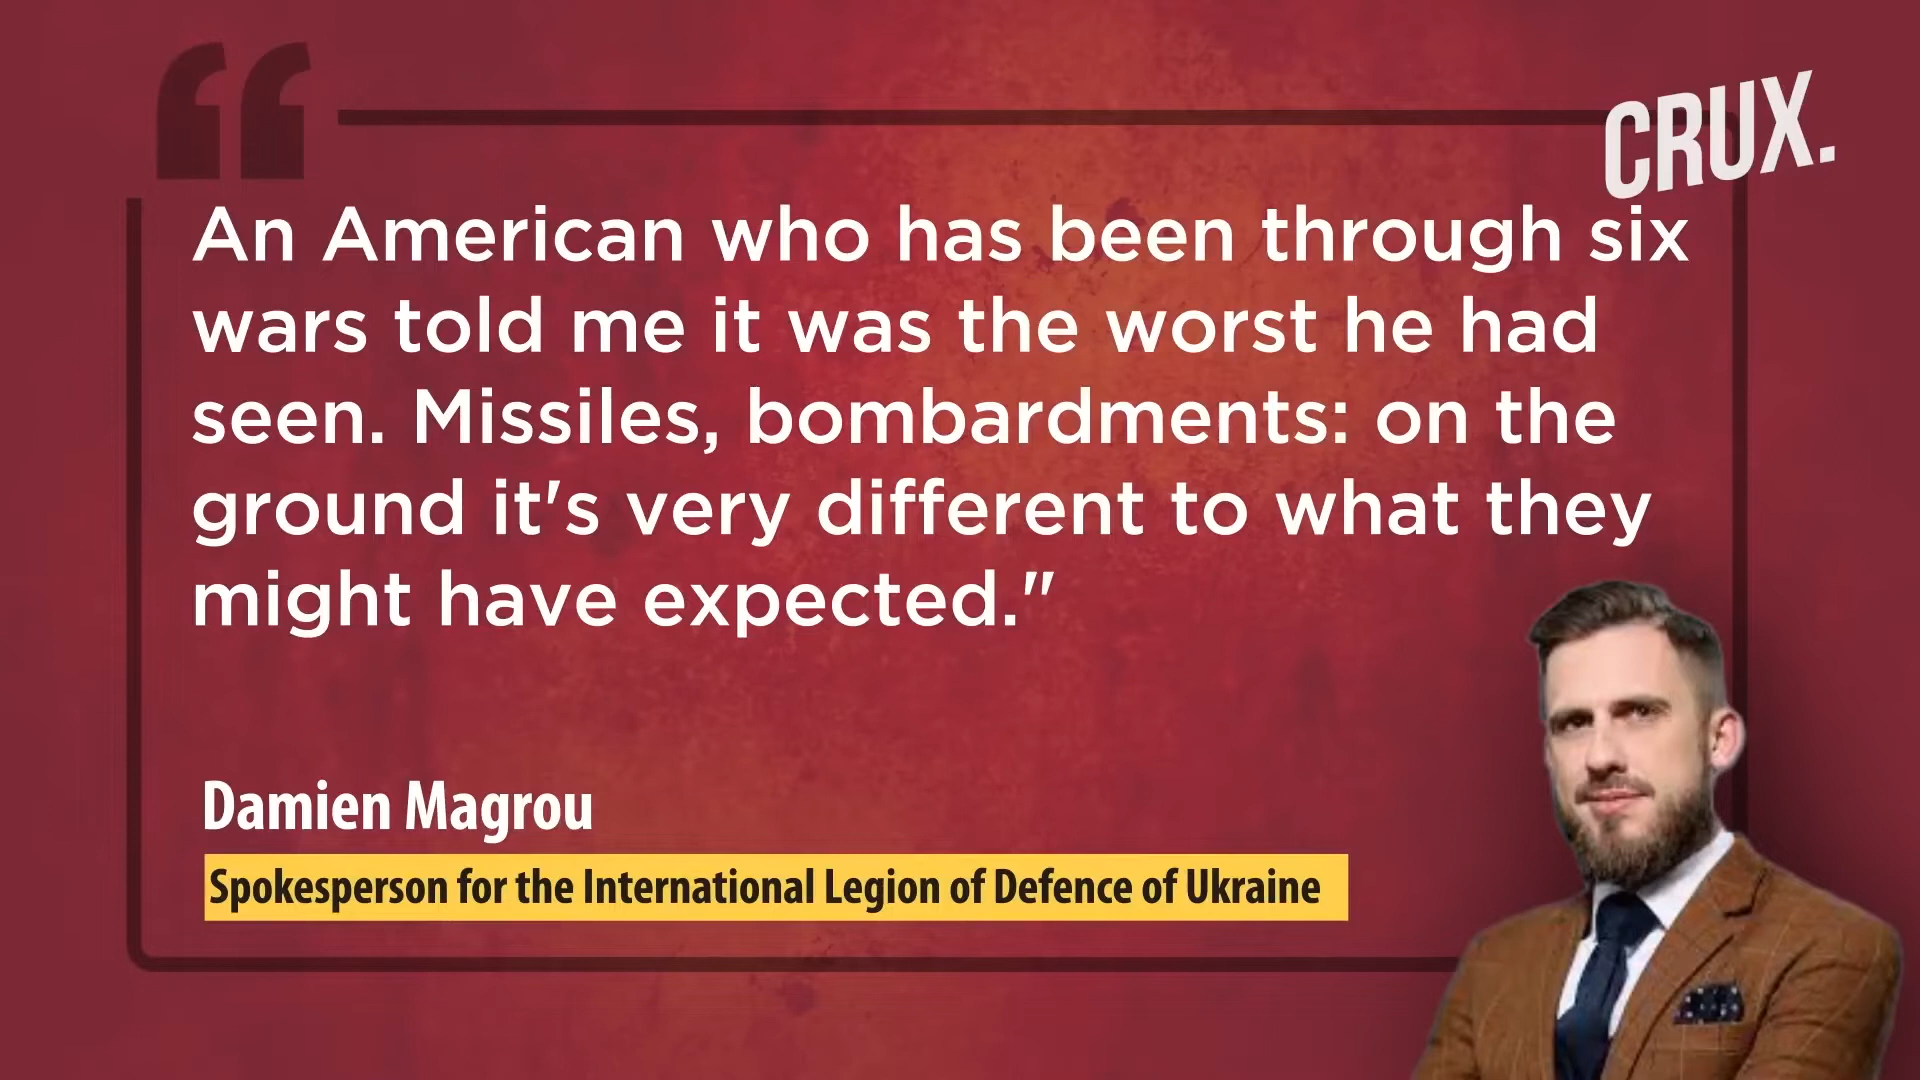 CRUX.
An American who has been through six
wars told me it was the worst he had
seen. Missiles, bombardments: on the
ground it's very different to what they
might have expected."
Damien Magrou
Spokesperson for the International Legion of Defence of Ukraine